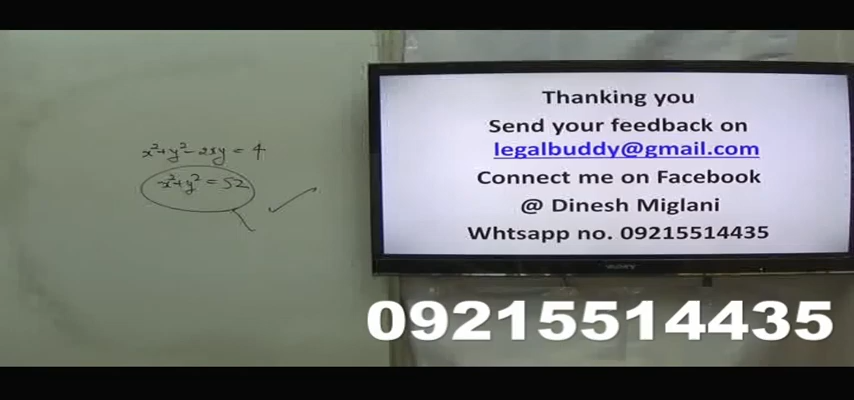 x²+y²-2xy = 4
x²+y² = 52
Thanking you
Send your feedback on
legalbuddy@gmail.com
Connect me on Facebook
@ Dinesh Miglani
Whtsapp no. 09215514435
SONY
09215514435